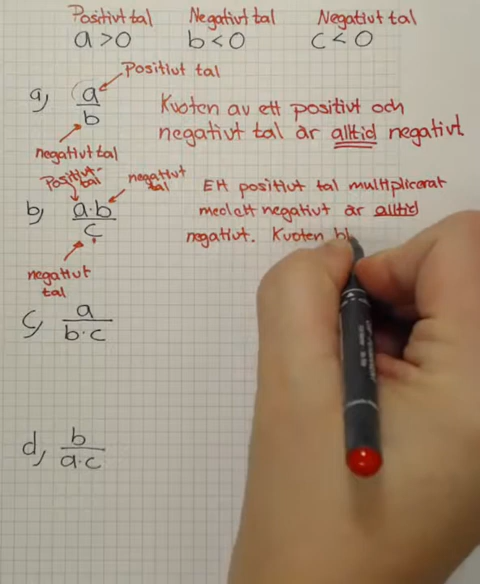 Positivt tal Negativt tal Negativt tal
a > 0 b < 0 c < 0
Positivt tal
a) a/b
negativt tal
Kvoten av ett positivt och
negativt tal är alltid negativt
Positivt tal
negativt tal
b) a·b/c
negativt
tal
Ett positivt tal multiplicerat
med ett negativt är alltid
negativt. Kvoten bl
c) a/b·c
d) b/a·c